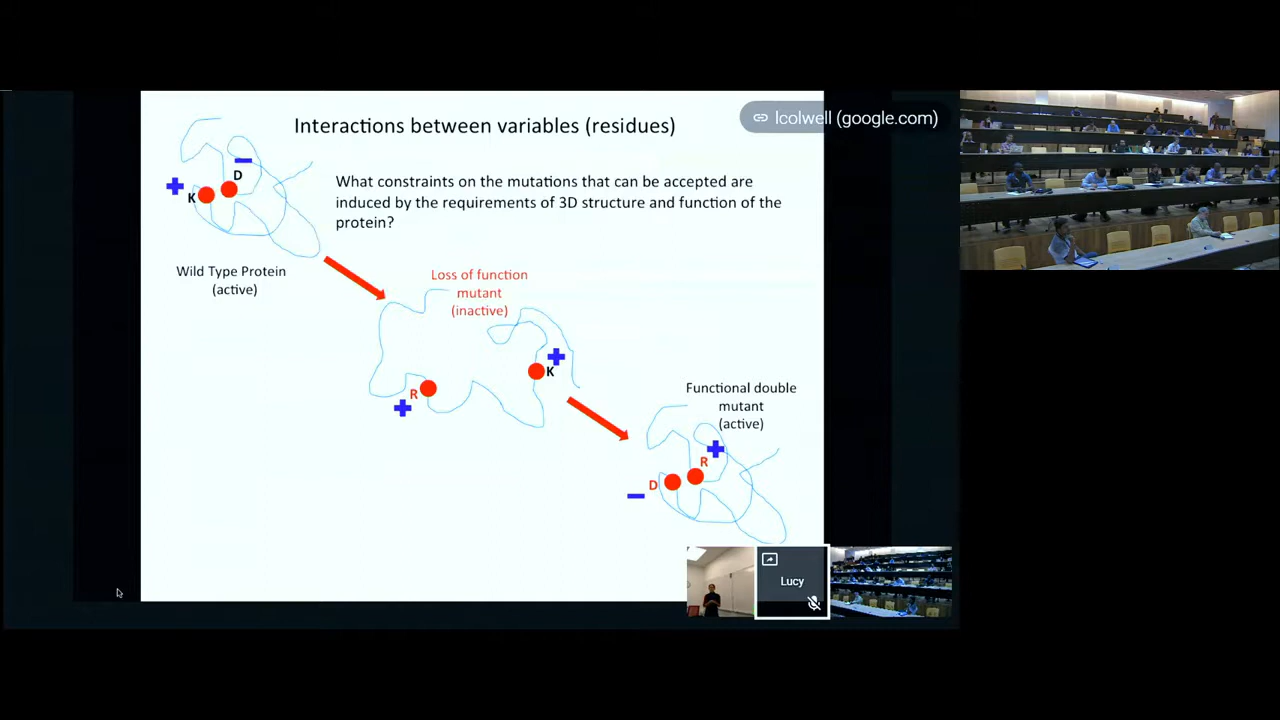 Interactions between variables (residues)
lcolwell (google.com)
D
K
What constraints on the mutations that can be accepted are
induced by the requirements of 3D structure and function of the
protein?
Wild Type Protein
(active)
Loss of function
mutant
(inactive)
K
R
Functional double
mutant
(active)
R
D
Lucy